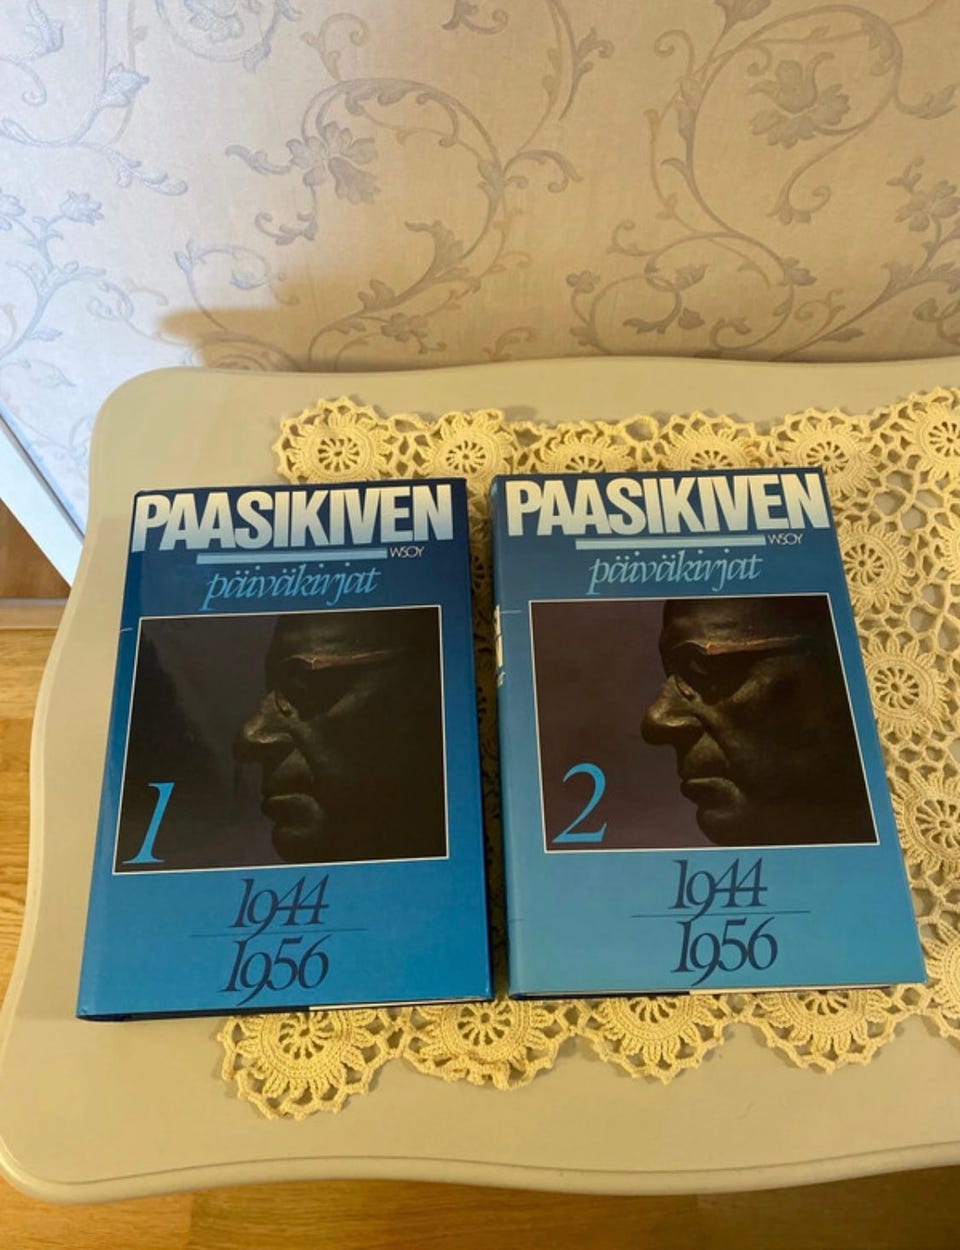 PAASIKIVEN
WSOY
päiväkirjat
1
1944
1956
PAASIKIVEN
WSOY
päiväkirjat
2
1944
1956